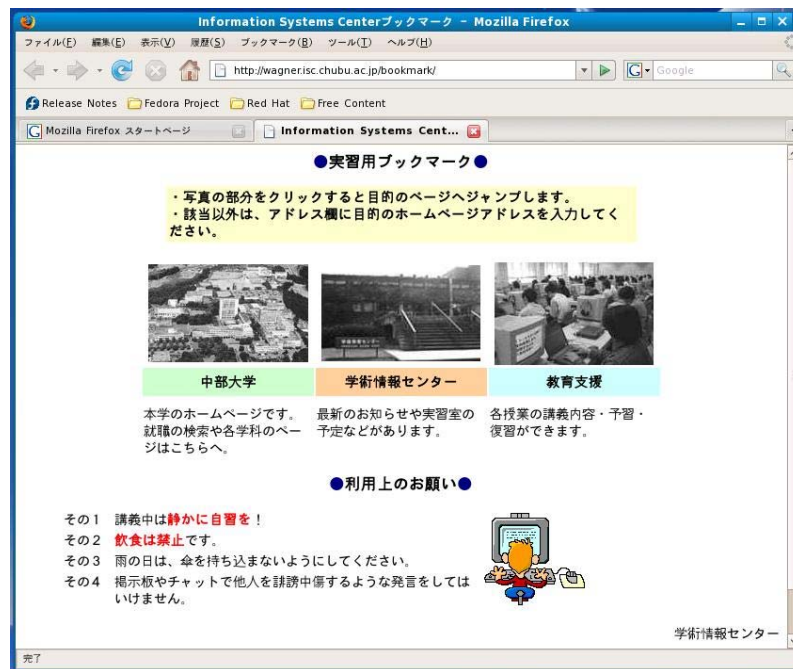 Information Systems Centerブックマーク - Mozilla Firefox
ファイル(F) 編集(E) 表示(V) 履歴(S) ブックマーク(B) ツール(T) ヘルプ(H)
http://wagner.isc.chubu.ac.jp/bookmark/ Google
Release Notes Fedora Project Red Hat Free Content
Mozilla Firefox スタートページ Information Systems Cent...
●実習用ブックマーク●
・写真の部分をクリックすると目的のページへジャンプします。
・該当以外は、アドレス欄に目的のホームページアドレスを入力してく
ださい。
中部大学 学術情報センター 教育支援
本学のホームページです。 最新のお知らせや実習室の 各授業の講義内容・予習・
就職の検索や各学科のペー 予定などがあります。 復習ができます。
ジはこちらへ。
●利用上のお願い●
その1 講義中は静かに自習を!
その2 飲食は禁止です。
その3 雨の日は、傘を持ち込まないようにしてください。
その4 掲示板やチャットで他人を誹謗中傷するような発言をしては
いけません。
学術情報センター
完了